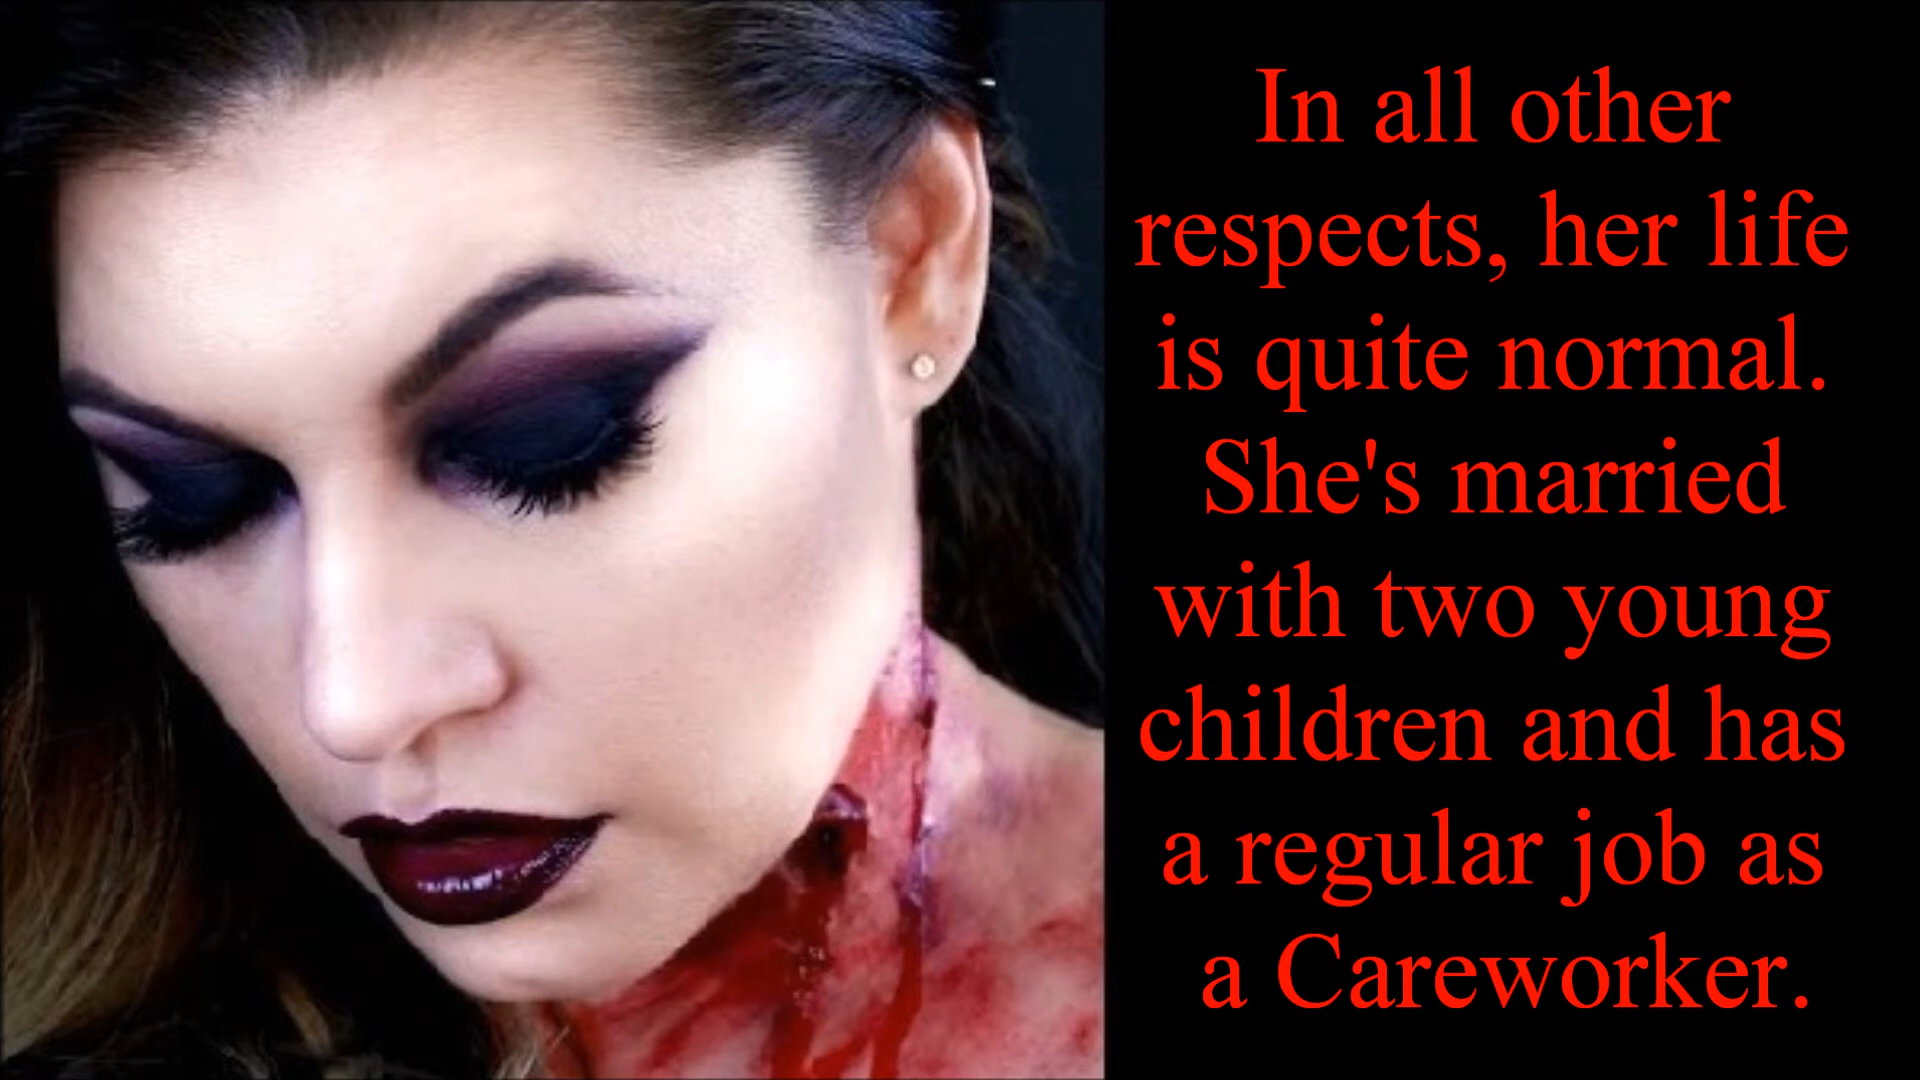 In all other
respects, her life
is quite normal.
She's married
with two young
children and has
a regular job as
a Careworker.